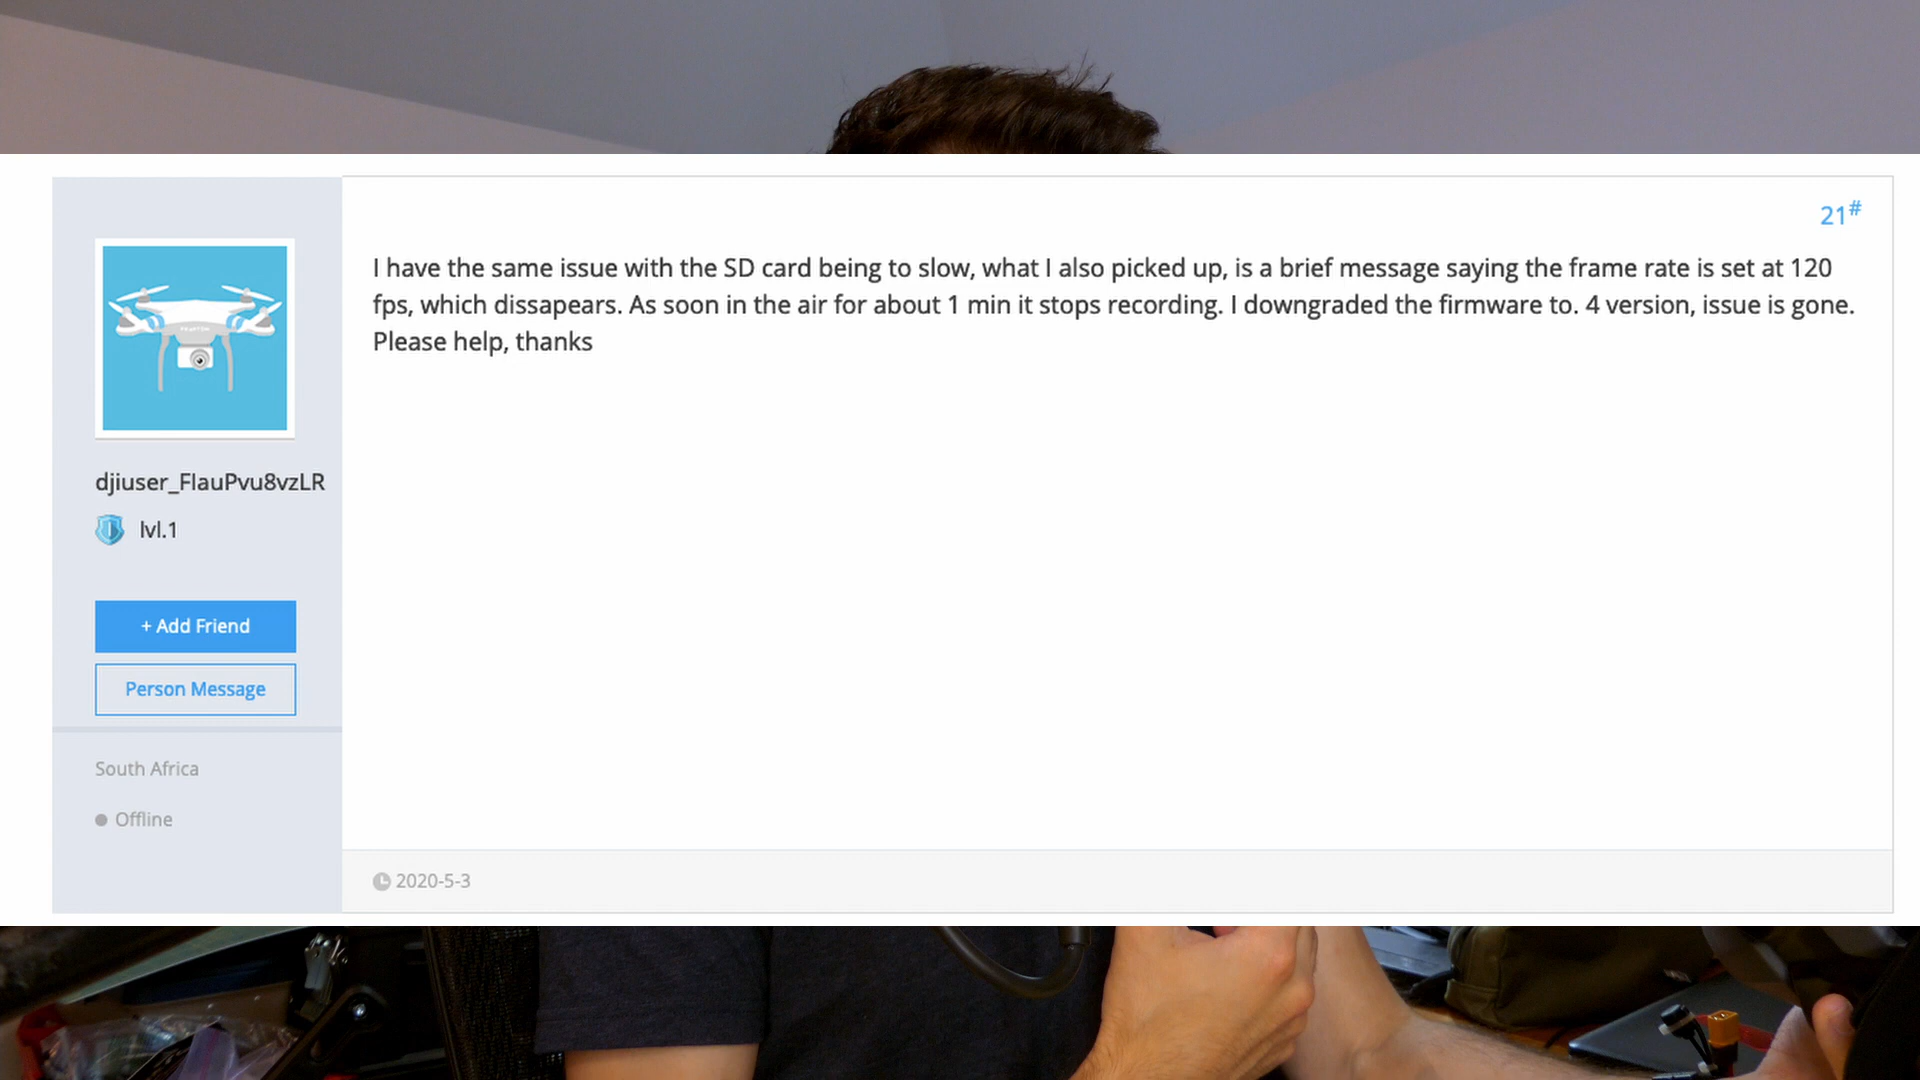 21#
I have the same issue with the SD card being to slow, what I also picked up, is a brief message saying the frame rate is set at 120
fps, which dissapears. As soon in the air for about 1 min it stops recording. I downgraded the firmware to. 4 version, issue is gone.
Please help, thanks
PHANTOM
djiuser_FIauPvu8vzLR
lvl.1
+ Add Friend
Person Message
South Africa
Offline
2020-5-3